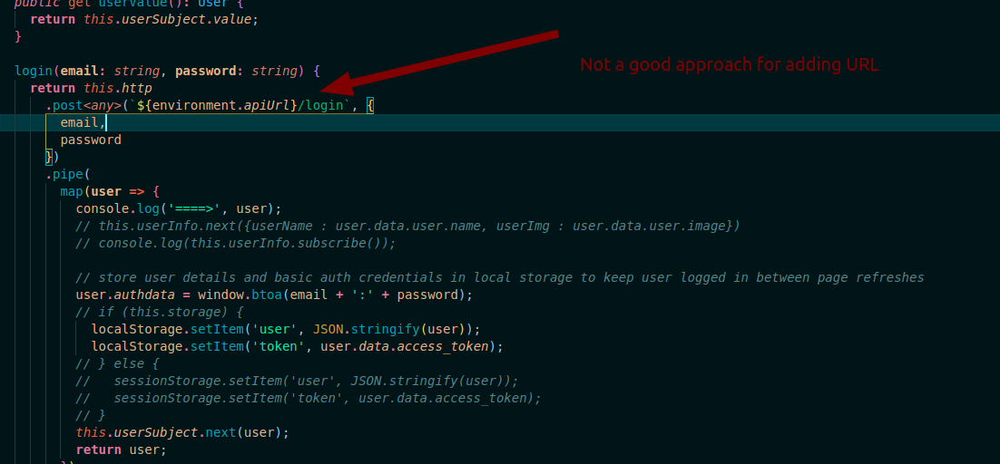 public get userValue(): User {
return this.userSubject.value;
}
login(email: string, password: string) {
Not a good approach for adding URL
return this.http
.post<any>(`${environment.apiUrl}/login`, {
email,
password
})
.pipe(
map(user => {
console.log('====>', user);
// this.userInfo.next({userName : user.data.user.name, userImg : user.data.user.image})
// console.log(this.userInfo.subscribe());
// store user details and basic auth credentials in local storage to keep user logged in between page refreshes
user.authdata = window.btoa(email + ':' + password);
// if (this.storage) {
localStorage.setItem('user', JSON.stringify(user));
localStorage.setItem('token', user.data.access_token);
// } else {
//   sessionStorage.setItem('user', JSON.stringify(user));
//   sessionStorage.setItem('token', user.data.access_token);
// }
this.userSubject.next(user);
return user;
})